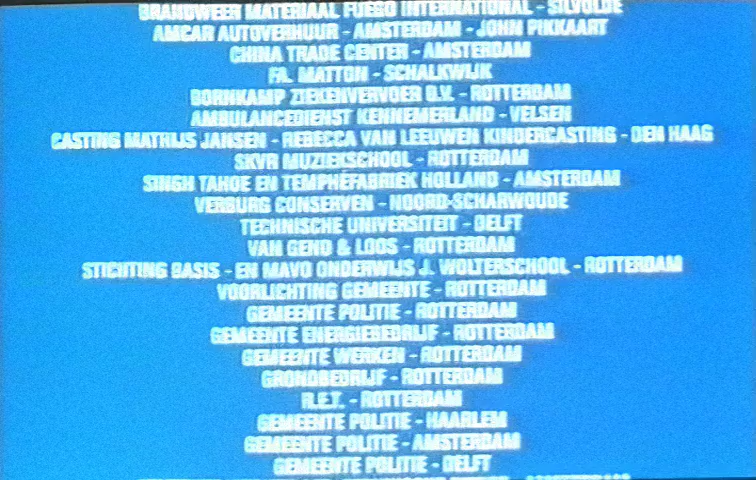 BRANDWEER MATERIAAL FUEGO INTERNATIONAL - SILVOLDE
AMCAR AUTOVERHUUR - AMSTERDAM - JOHN PIKKAART
CHINA TRADE CENTER - AMSTERDAM
FA. MATTON - SCHALKWIJK
BORNKAMP ZIEKENVERVOER B.V. - ROTTERDAM
AMBULANCEDIENST KENNEMERLAND - VELSEN
CASTING MATHIJS JANSEN - REBECCA VAN LEEUWEN KINDERCASTING - DEN HAAG
SKVR MUZIEKSCHOOL - ROTTERDAM
SINGH TAHOE EN TEMPHEFABRIEK HOLLAND - AMSTERDAM
VERBURG CONSERVEN - NOORD-SCHARWOUDE
TECHNISCHE UNIVERSITEIT - DELFT
VAN GEND & LOOS - ROTTERDAM
STICHTING BASIS - EN MAVO ONDERWIJS J. WOLTERSCHOOL - ROTTERDAM
VOORLICHTING GEMEENTE - ROTTERDAM
GEMEENTE POLITIE - ROTTERDAM
GEMEENTE ENERGIEBEDRIJF - ROTTERDAM
GEMEENTE WERKEN - ROTTERDAM
GRONDBEDRIJF - ROTTERDAM
R.E.T. - ROTTERDAM
GEMEENTE POLITIE - HAARLEM
GEMEENTE POLITIE - AMSTERDAM
GEMEENTE POLITIE - DELFT